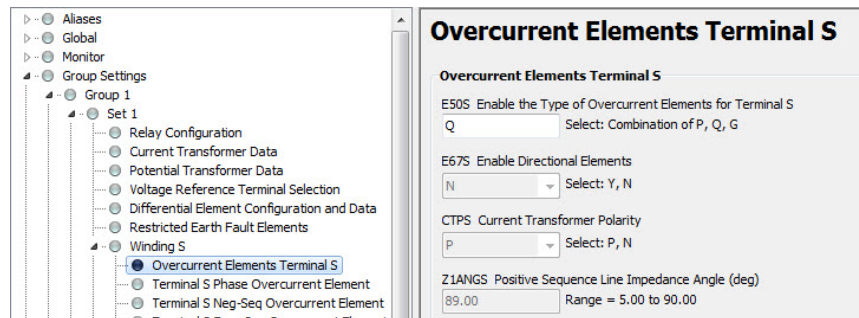 Aliases
Global
Monitor
Group Settings
Group 1
Set 1
Relay Configuration
Current Transformer Data
Potential Transformer Data
Voltage Reference Terminal Selection
Differential Element Configuration and Data
Restricted Earth Fault Elements
Winding S
Overcurrent Elements Terminal S
Terminal S Phase Overcurrent Element
Terminal S Neg-Seq Overcurrent Element
Overcurrent Elements Terminal S
Overcurrent Elements Terminal S
E50S Enable the Type of Overcurrent Elements for Terminal S
Q Select: Combination of P, Q, G
E67S Enable Directional Elements
N Select: Y, N
CTPS Current Transformer Polarity
P Select: P, N
Z1ANGS Positive Sequence Line Impedance Angle (deg)
89.00 Range = 5.00 to 90.00